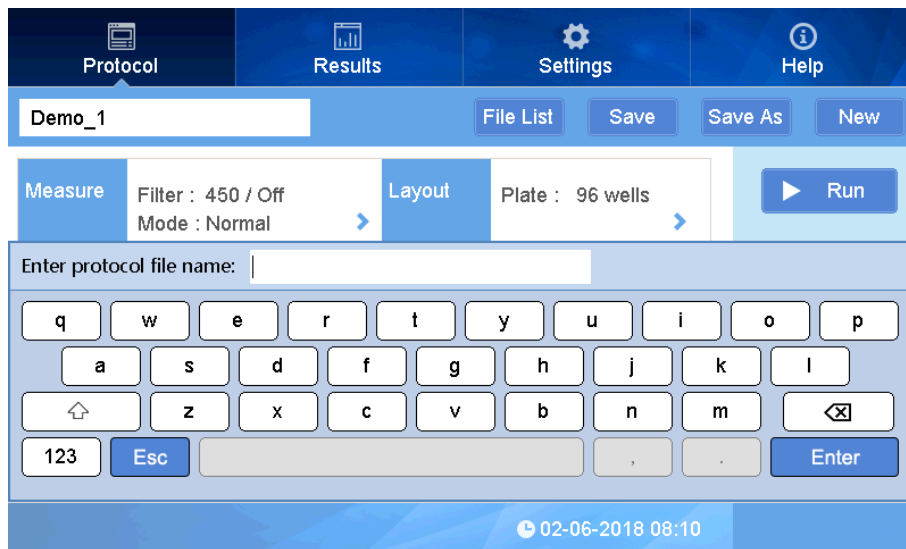 Protocol
Results
Settings
Help
Demo_1
File List
Save
Save As
New
Measure
Filter : 450 / Off
Mode : Normal
Layout
Plate : 96 wells
Run
Enter protocol file name:
q w e r t y u i o p
a s d f g h j k l
z x c v b n m
123 Esc , . Enter
02-06-2018 08:10